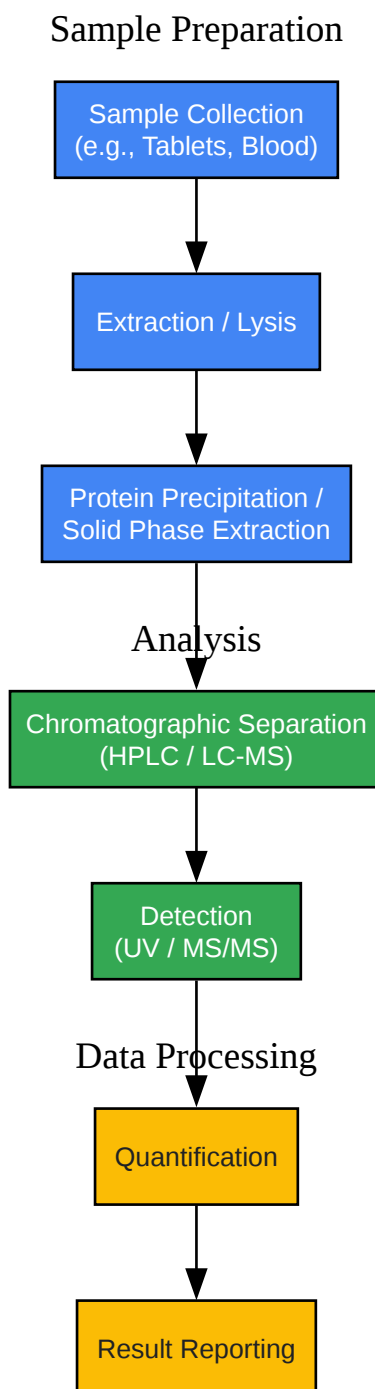 Sample Preparation
Sample Collection
(e.g., Tablets, Blood)
Extraction / Lysis
Protein Precipitation /
Solid Phase Extraction
Analysis
Chromatographic Separation
(HPLC / LC-MS)
Detection
(UV / MS/MS)
Data Processing
Quantification
Result Reporting